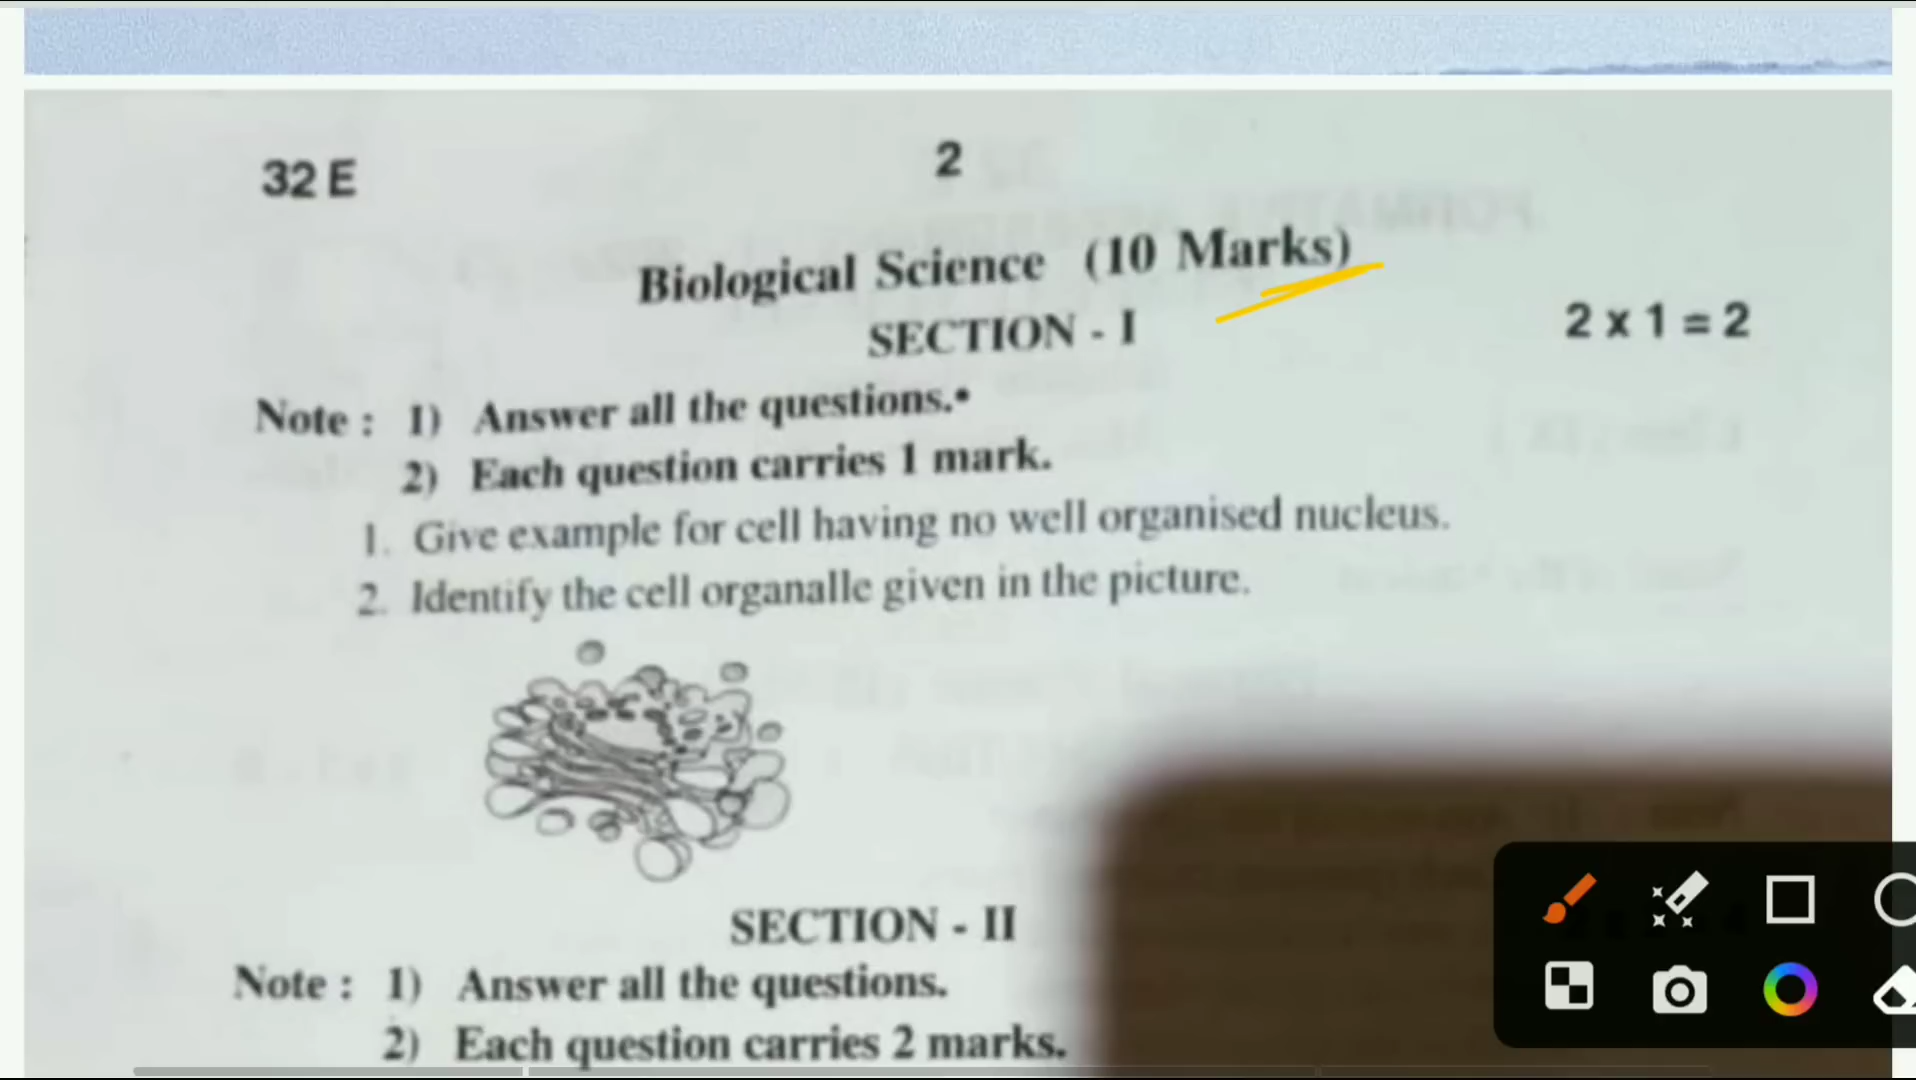 32 E
2
Biological Science (10 Marks)
SECTION - I
2 x 1 = 2
Note : 1) Answer all the questions.
2) Each question carries 1 mark.
1. Give example for cell having no well organised nucleus.
2. Identify the cell organalle given in the picture.
SECTION - II
Note : 1) Answer all the questions.
2) Each question carries 2 marks.